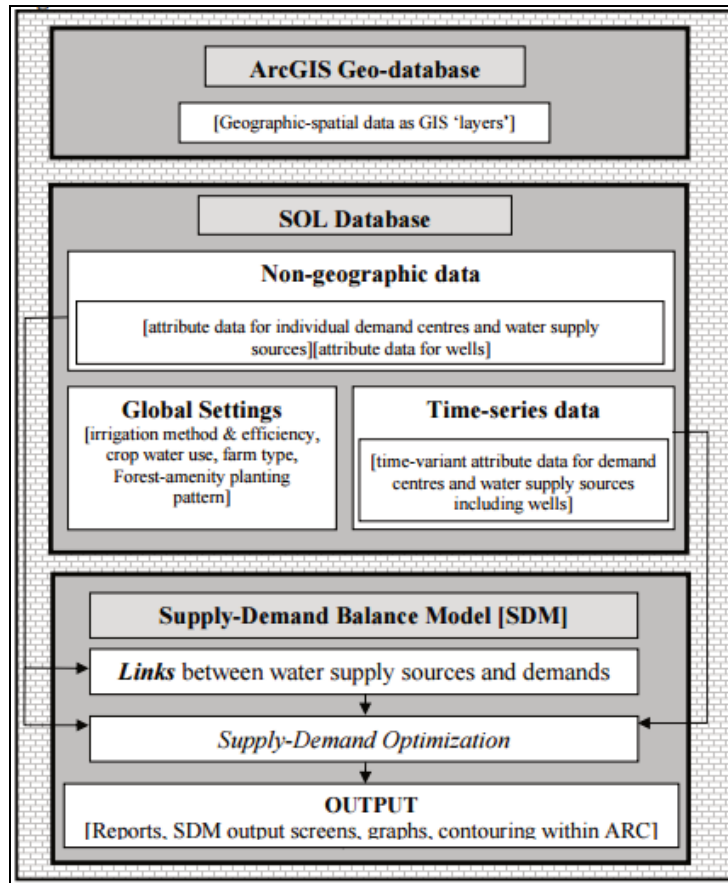 ArcGIS Geo-database
[Geographic-spatial data as GIS ‘layers’]
SOL Database
Non-geographic data
[attribute data for individual demand centres and water supply
sources][attribute data for wells]
Global Settings
[irrigation method & efficiency,
crop water use, farm type,
Forest-amenity planting
pattern]
Time-series data
[time-variant attribute data for demand
centres and water supply sources
including wells]
Supply-Demand Balance Model [SDM]
Links between water supply sources and demands
Supply-Demand Optimization
OUTPUT
[Reports, SDM output screens, graphs, contouring within ARC]